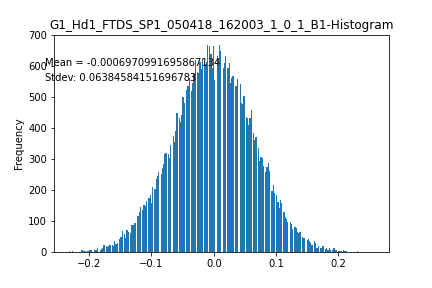 G1_Hd1_FTDS_SP1_050418_162003_1_0_1_B1-Histogram
700
Mean = -0.0006970991695867134
600
Stdev: 0.06384584151696783
500
400
Frequency
300
200
100
0
−0.2 −0.1 0.0 0.1 0.2